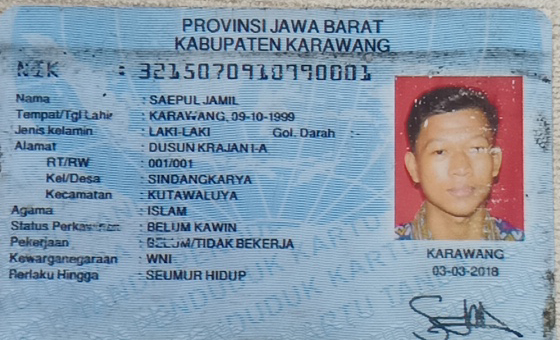 PROVINSI JAWA BARAT
KABUPATEN KARAWANG
NIK : 3215070910990001
Nama : SAEPUL JAMIL
Tempat/Tgl Lahir : KARAWANG, 09-10-1999
Jenis kelamin : LAKI-LAKI Gol. Darah :-
Alamat : DUSUN KRAJAN I-A
RT/RW : 001/001
Kel/Desa : SINDANGKARYA
Kecamatan : KUTAWALUYA
Agama : ISLAM
Status Perkawinan : BELUM KAWIN
Pekerjaan : BELUM/TIDAK BEKERJA
Kewarganegaraan : WNI
Berlaku Hingga : SEUMUR HIDUP
KARAWANG
03-03-2018